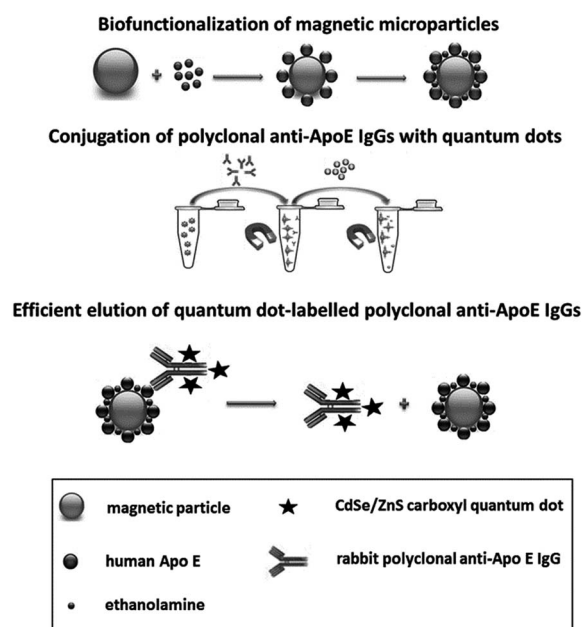 Biofunctionalization of magnetic microparticles
Conjugation of polyclonal anti-ApoE IgGs with quantum dots
Efficient elution of quantum dot-labelled polyclonal anti-ApoE IgGs
magnetic particle
CdSe/ZnS carboxyl quantum dot
human Apo E
rabbit polyclonal anti-Apo E IgG
ethanolamine